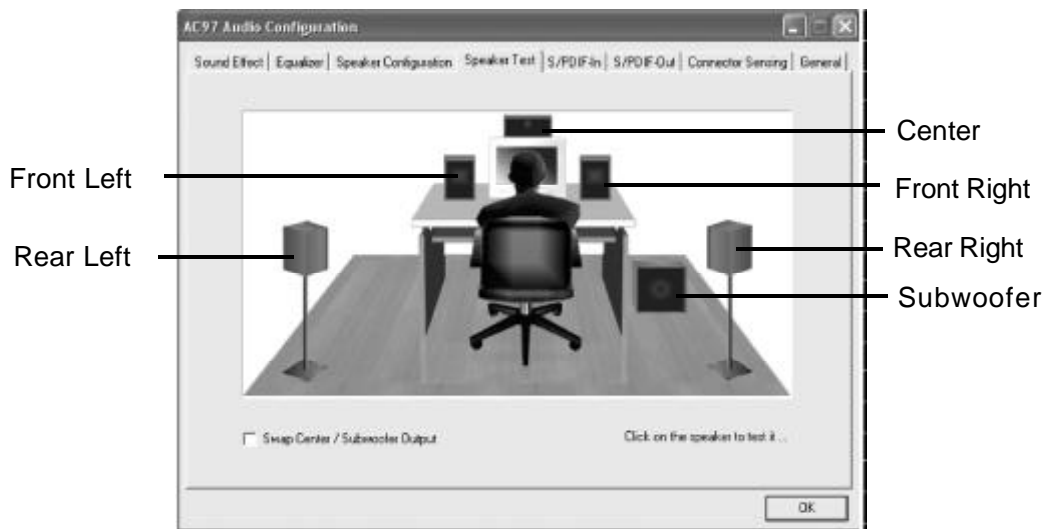 AC97 Audio Configuration
Sound Effect Equalizer Speaker Configuration Speaker Test S/PDIF-In S/PDIF-Out Connector Sensing General
Center
Front Left
Front Right
Rear Left
Rear Right
Subwoofer
Swap Center / Subwoofer Output
Click on the speaker to test it ...
OK